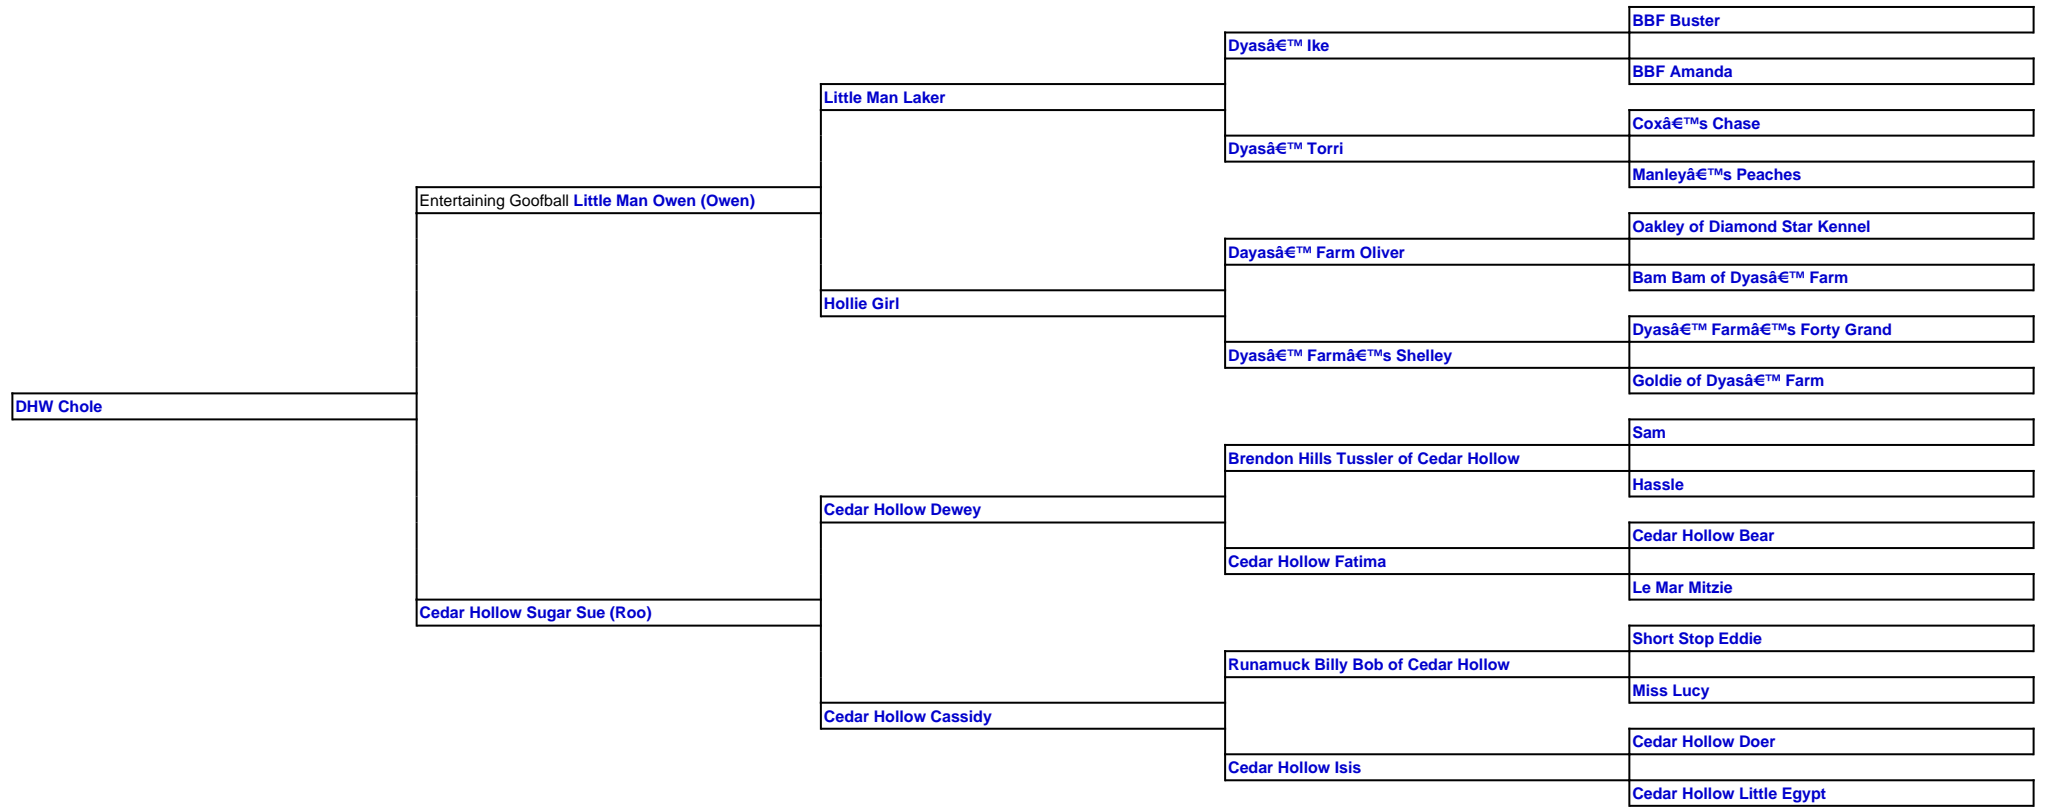 BBF Buster
Dyasâ€™ Ike
BBF Amanda
Little Man Laker
Coxâ€™s Chase
Dyasâ€™ Torri
Manleyâ€™s Peaches
Entertaining Goofball Little Man Owen (Owen)
Oakley of Diamond Star Kennel
Dayasâ€™ Farm Oliver
Bam Bam of Dyasâ€™ Farm
Hollie Girl
Dyasâ€™ Farmâ€™s Forty Grand
Dyasâ€™ Farmâ€™s Shelley
Goldie of Dyasâ€™ Farm
DHW Chole
Sam
Brendon Hills Tussler of Cedar Hollow
Hassle
Cedar Hollow Dewey
Cedar Hollow Bear
Cedar Hollow Fatima
Le Mar Mitzie
Cedar Hollow Sugar Sue (Roo)
Short Stop Eddie
Runamuck Billy Bob of Cedar Hollow
Miss Lucy
Cedar Hollow Cassidy
Cedar Hollow Doer
Cedar Hollow Isis
Cedar Hollow Little Egypt